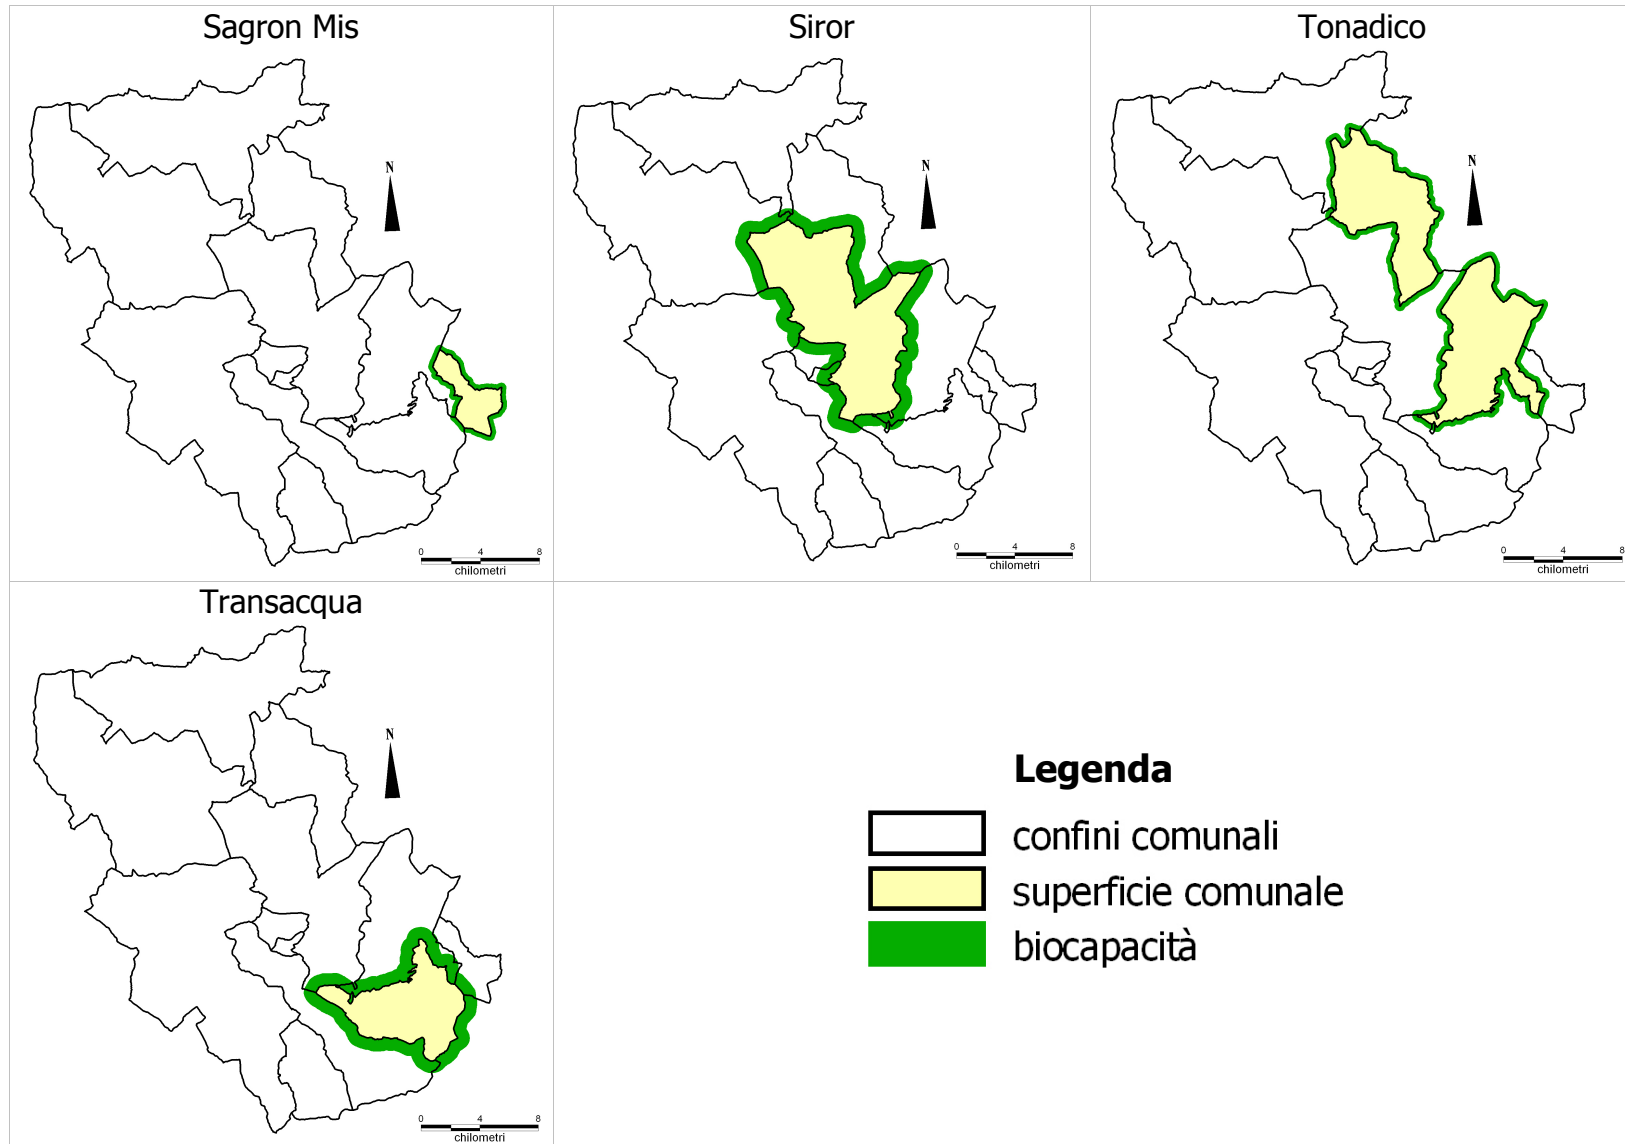 Sagron Mis
N
0 4 8
chilometri
Siror
N
0 4 8
chilometri
Tonadico
N
0 4 8
chilometri
Transacqua
N
0 4 8
chilometri
Legenda
confini comunali
superficie comunale
biocapacità